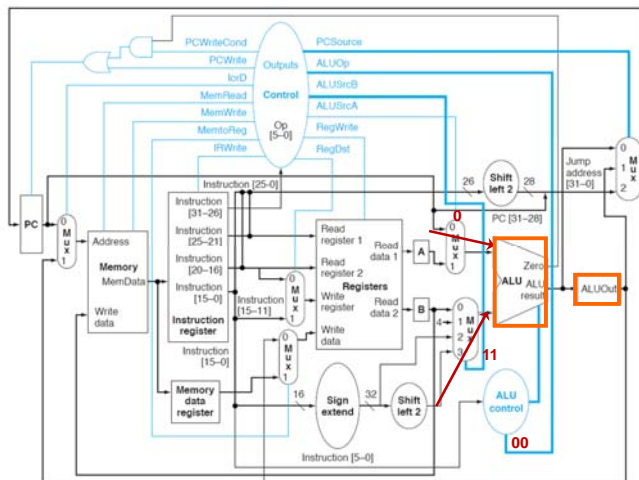 PCWriteCond
PCWrite
IorD
MemRead
MemWrite
MemtoReg
IRWrite
Outputs
Control
Op
[5–0]
PCSource
ALUOp
ALUSrcB
ALUSrcA
RegWrite
RegDst
Instruction [25–0]
26
Shift
left 2
28
Jump
address
[31–0]
0
1
2
M
u
x
PC [31–28]
PC
0
M
u
x
1
Address
Memory
MemData
Write
data
Instruction
[31–26]
Instruction
[25–21]
Instruction
[20–16]
Instruction
[15–0]
Instruction
register
Instruction
[15–0]
Memory
data
register
Instruction
[15–11]
0
M
u
x
1
0
M
u
x
1
Read
register 1
Read
register 2
Registers
Write
register
Write
data
Read
data 1
Read
data 2
A
B
4
0
0
M
u
x
1
0
1
2
3
M
u
x
11
ALU
Zero
ALU
result
ALUOut
16
Sign
extend
32
Shift
left 2
ALU
control
00
Instruction [5–0]